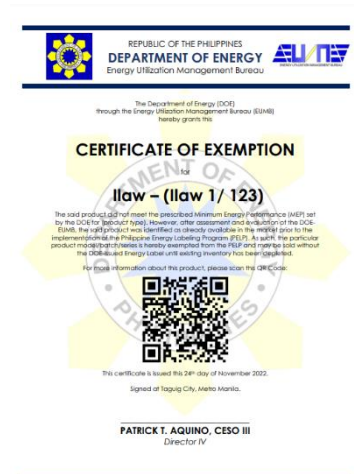 REPUBLIC OF THE PHILIPPINES
DEPARTMENT OF ENERGY
Energy Utilization Management Bureau
ENERGY UTILIZATION MANAGEMENT BUREAU
The Department of Energy (DOE)
through the Energy Utilization Management Bureau (EUMB)
hereby grants this
CERTIFICATE OF EXEMPTION
for
Ilaw – (Ilaw 1/ 123)
The said product did not meet the prescribed Minimum Energy Performance (MEP) set
by the DOE for (product type). However, after assessment and evaluation of the DOE-
EUMB, the said product was identified as already available in the market prior to the
implementation of the Philippine Energy Labeling Program (PELP). As such, the particular
product model/batch/series is hereby exempted from the PELP and may be sold without
the DOE-issued Energy Label until existing inventory has been depleted.
For more information about this product, please scan this QR Code:
This certificate is issued this 24th day of November 2022.
Signed at Taguig City, Metro Manila.
PATRICK T. AQUINO, CESO III
Director IV